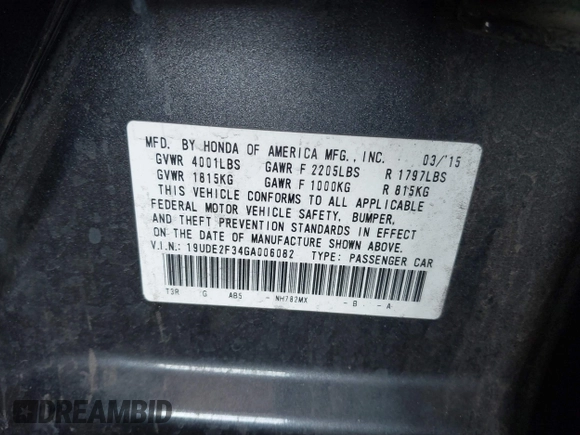 MFD. BY HONDA OF AMERICA MFG., INC. 03/'15
GVWR 4001LBS GAWR F 2205LBS R 1797LBS
GVWR 1815KG GAWR F 1000KG R 815KG
THIS VEHICLE CONFORMS TO ALL APPLICABLE
FEDERAL MOTOR VEHICLE SAFETY, BUMPER,
AND THEFT PREVENTION STANDARDS IN EFFECT
ON THE DATE OF MANUFACTURE SHOWN ABOVE.
V.I.N.: 19UDE2F34GA006082 TYPE: PASSENGER CAR
T3R G AB5 - NH782MX - B - A
DREAMBID